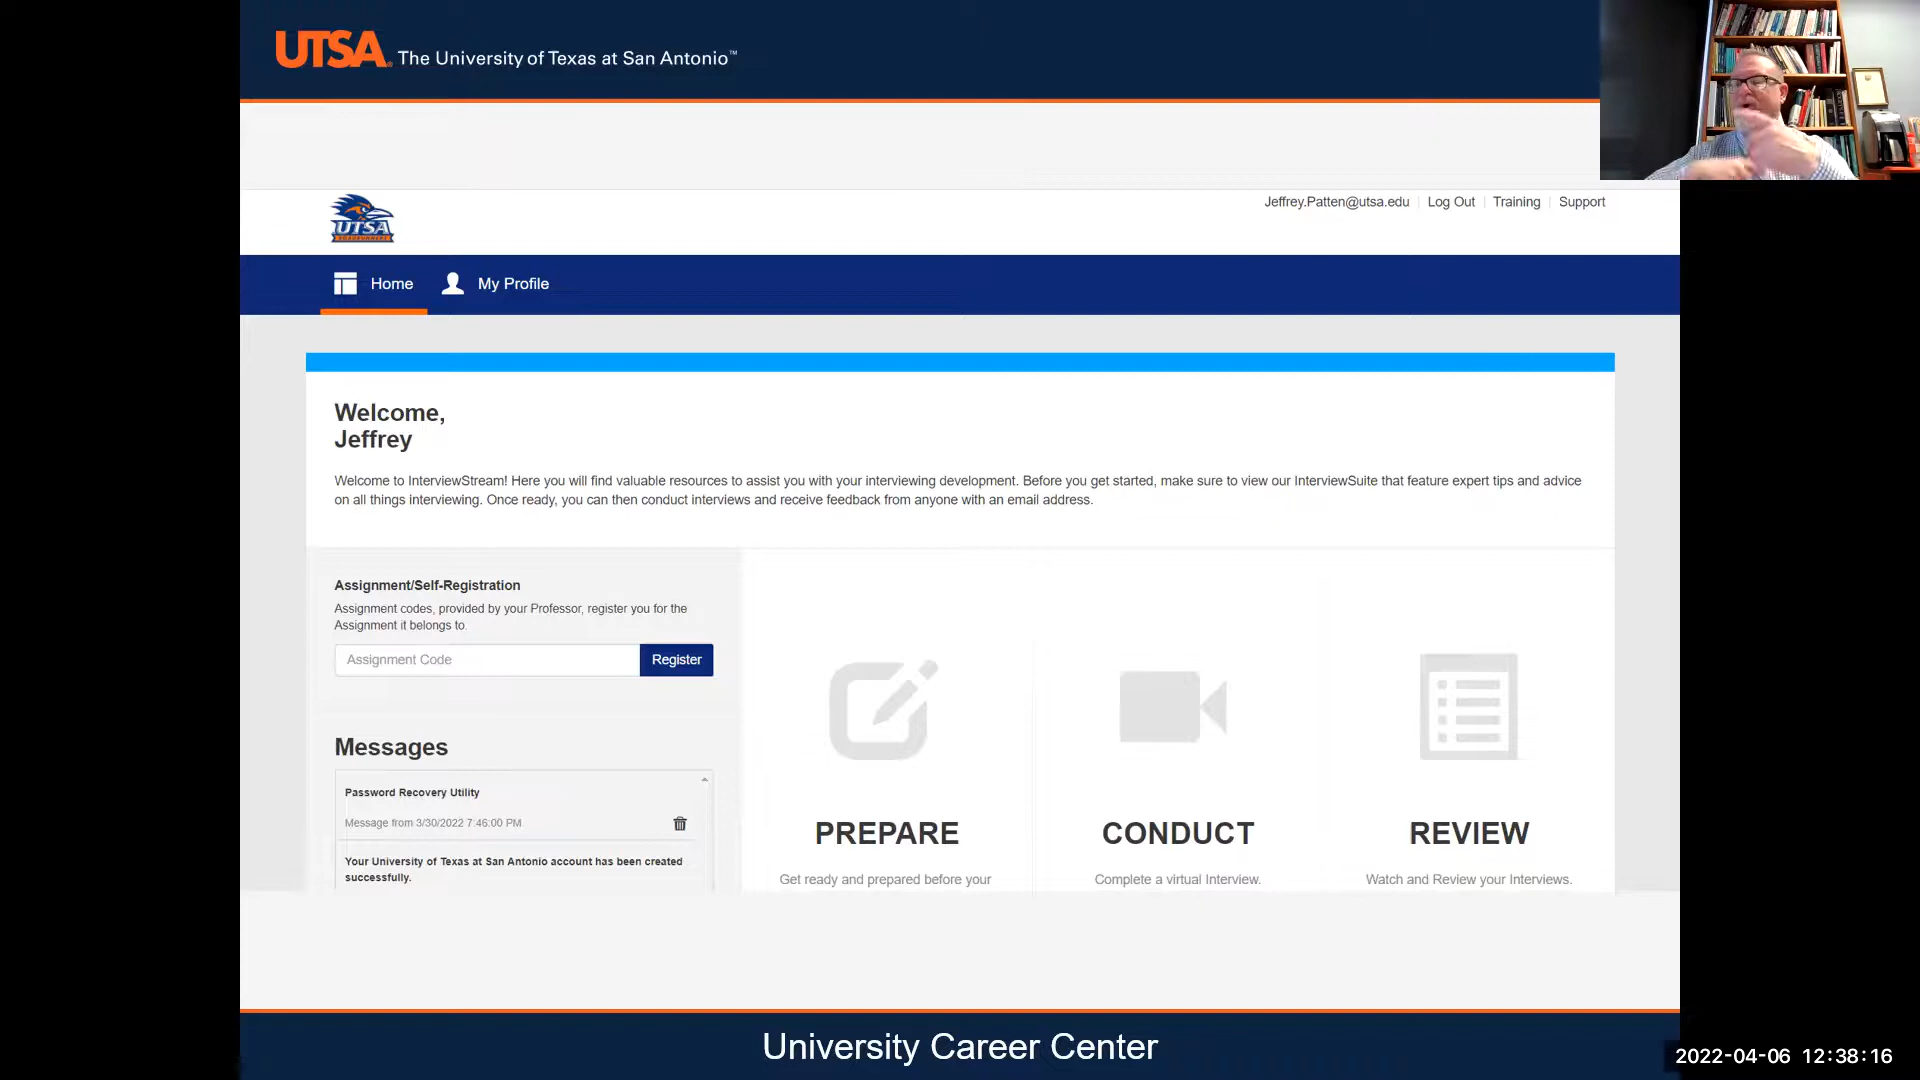 UTSA. The University of Texas at San Antonio™
UTSA
Jeffrey.Patten@utsa.edu Log Out Training Support
Home My Profile
Welcome,
Jeffrey
Welcome to InterviewStream! Here you will find valuable resources to assist you with your interviewing development. Before you get started, make sure to view our InterviewSuite that feature expert tips and advice
on all things interviewing. Once ready, you can then conduct interviews and receive feedback from anyone with an email address.
Assignment/Self-Registration
Assignment codes, provided by your Professor, register you for the
Assignment it belongs to.
Assignment Code Register
Messages
Password Recovery Utility
Message from 3/30/2022 7:46:00 PM
Your University of Texas at San Antonio account has been created
successfully.
PREPARE
Get ready and prepared before your
CONDUCT
Complete a virtual Interview.
REVIEW
Watch and Review your Interviews.
University Career Center
2022-04-06 12:38:16